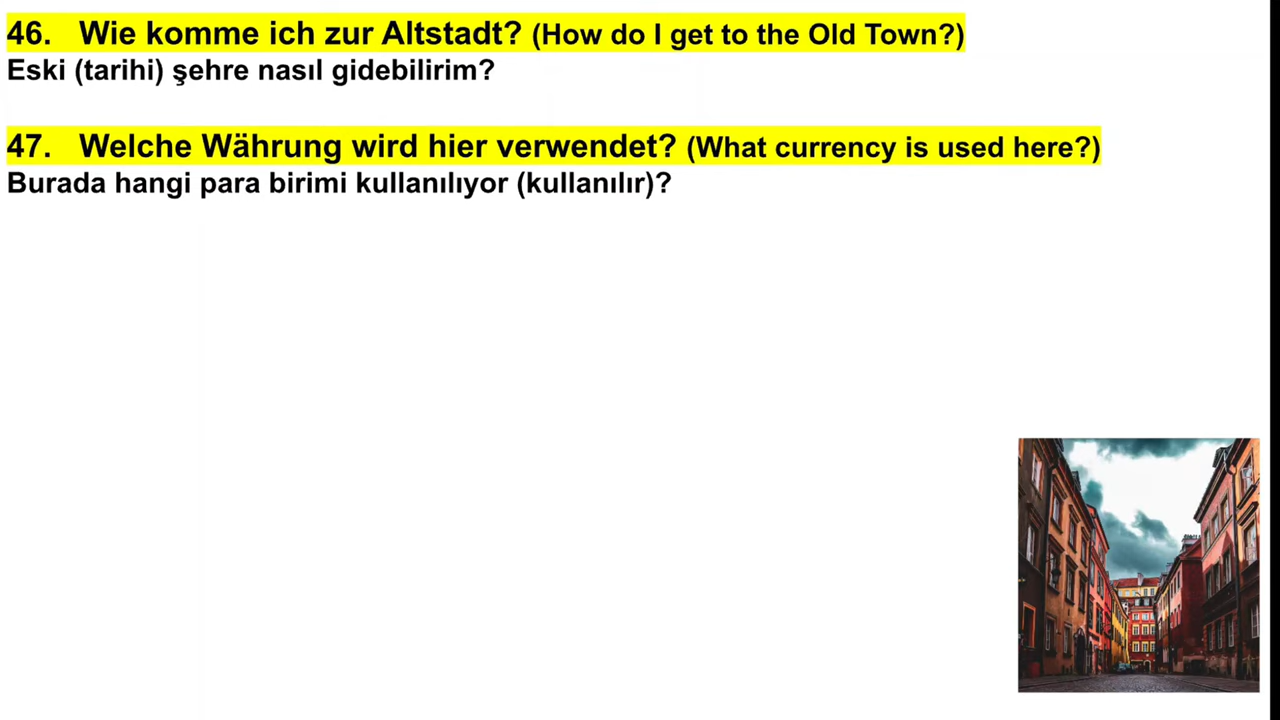 46. Wie komme ich zur Altstadt? (How do I get to the Old Town?)
Eski (tarihi) şehre nasıl gidebilirim?
47. Welche Währung wird hier verwendet? (What currency is used here?)
Burada hangi para birimi kullanılıyor (kullanılır)?